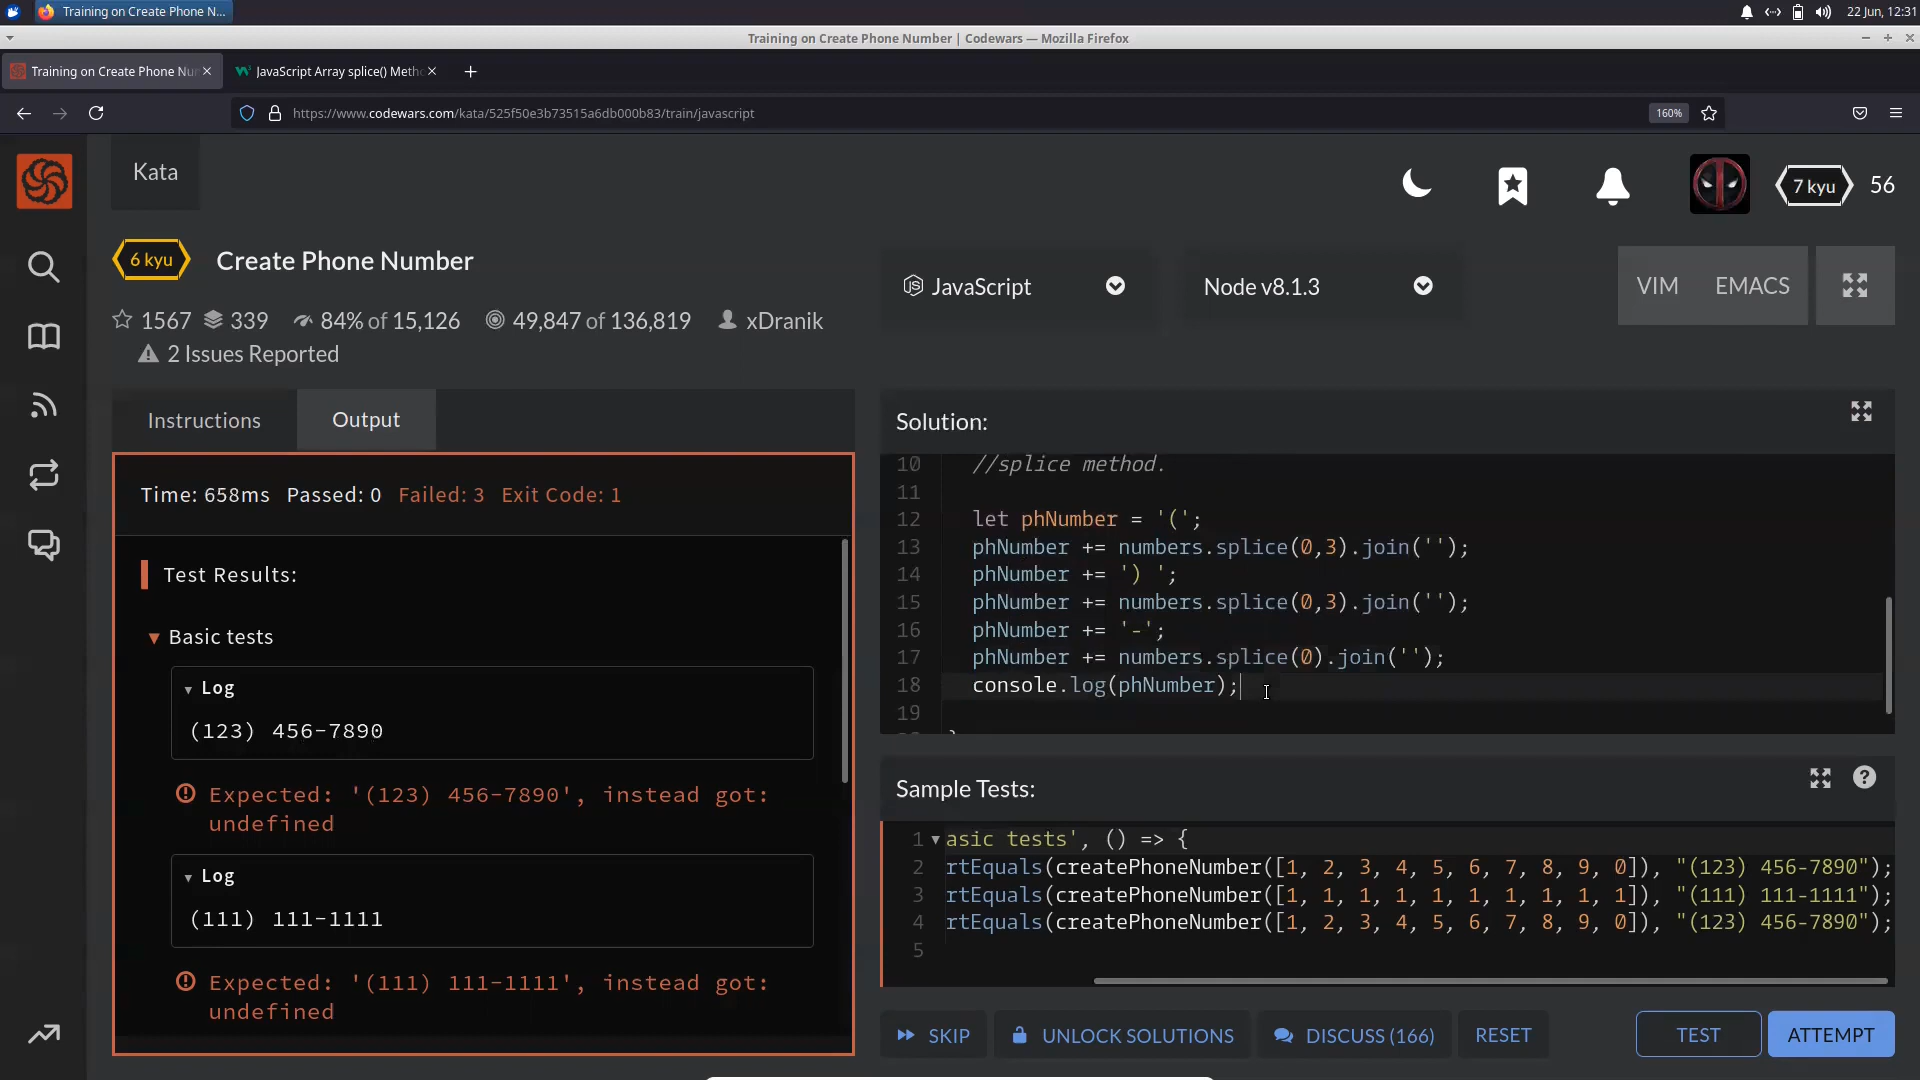 Training on Create Phone N...
22 Jun, 12:31
Training on Create Phone Number | Codewars — Mozilla Firefox
Training on Create Phone Nu
JavaScript Array splice() Meth
https://www.codewars.com/kata/525f50e3b73515a6db000b83/train/javascript
160%
Kata
7 kyu
56
6 kyu
Create Phone Number
JavaScript
Node v8.1.3
VIM
EMACS
1567
339
84% of 15,126
49,847 of 136,819
xDranik
2 Issues Reported
Instructions
Output
Time: 658ms Passed: 0 Failed: 3 Exit Code: 1
Test Results:
Basic tests
Log
(123) 456-7890
Expected: '(123) 456-7890', instead got:
undefined
Log
(111) 111-1111
Expected: '(111) 111-1111', instead got:
undefined
Solution:
10 //splice method.
11
12 let phNumber = '(';
13 phNumber += numbers.splice(0,3).join('');
14 phNumber += ') ';
15 phNumber += numbers.splice(0,3).join('');
16 phNumber += '-';
17 phNumber += numbers.splice(0).join('');
18 console.log(phNumber);
19
Sample Tests:
1 asic tests', () => {
2 rtEquals(createPhoneNumber([1, 2, 3, 4, 5, 6, 7, 8, 9, 0]), "(123) 456-7890");
3 rtEquals(createPhoneNumber([1, 1, 1, 1, 1, 1, 1, 1, 1, 1]), "(111) 111-1111");
4 rtEquals(createPhoneNumber([1, 2, 3, 4, 5, 6, 7, 8, 9, 0]), "(123) 456-7890");
5
SKIP
UNLOCK SOLUTIONS
DISCUSS (166)
RESET
TEST
ATTEMPT